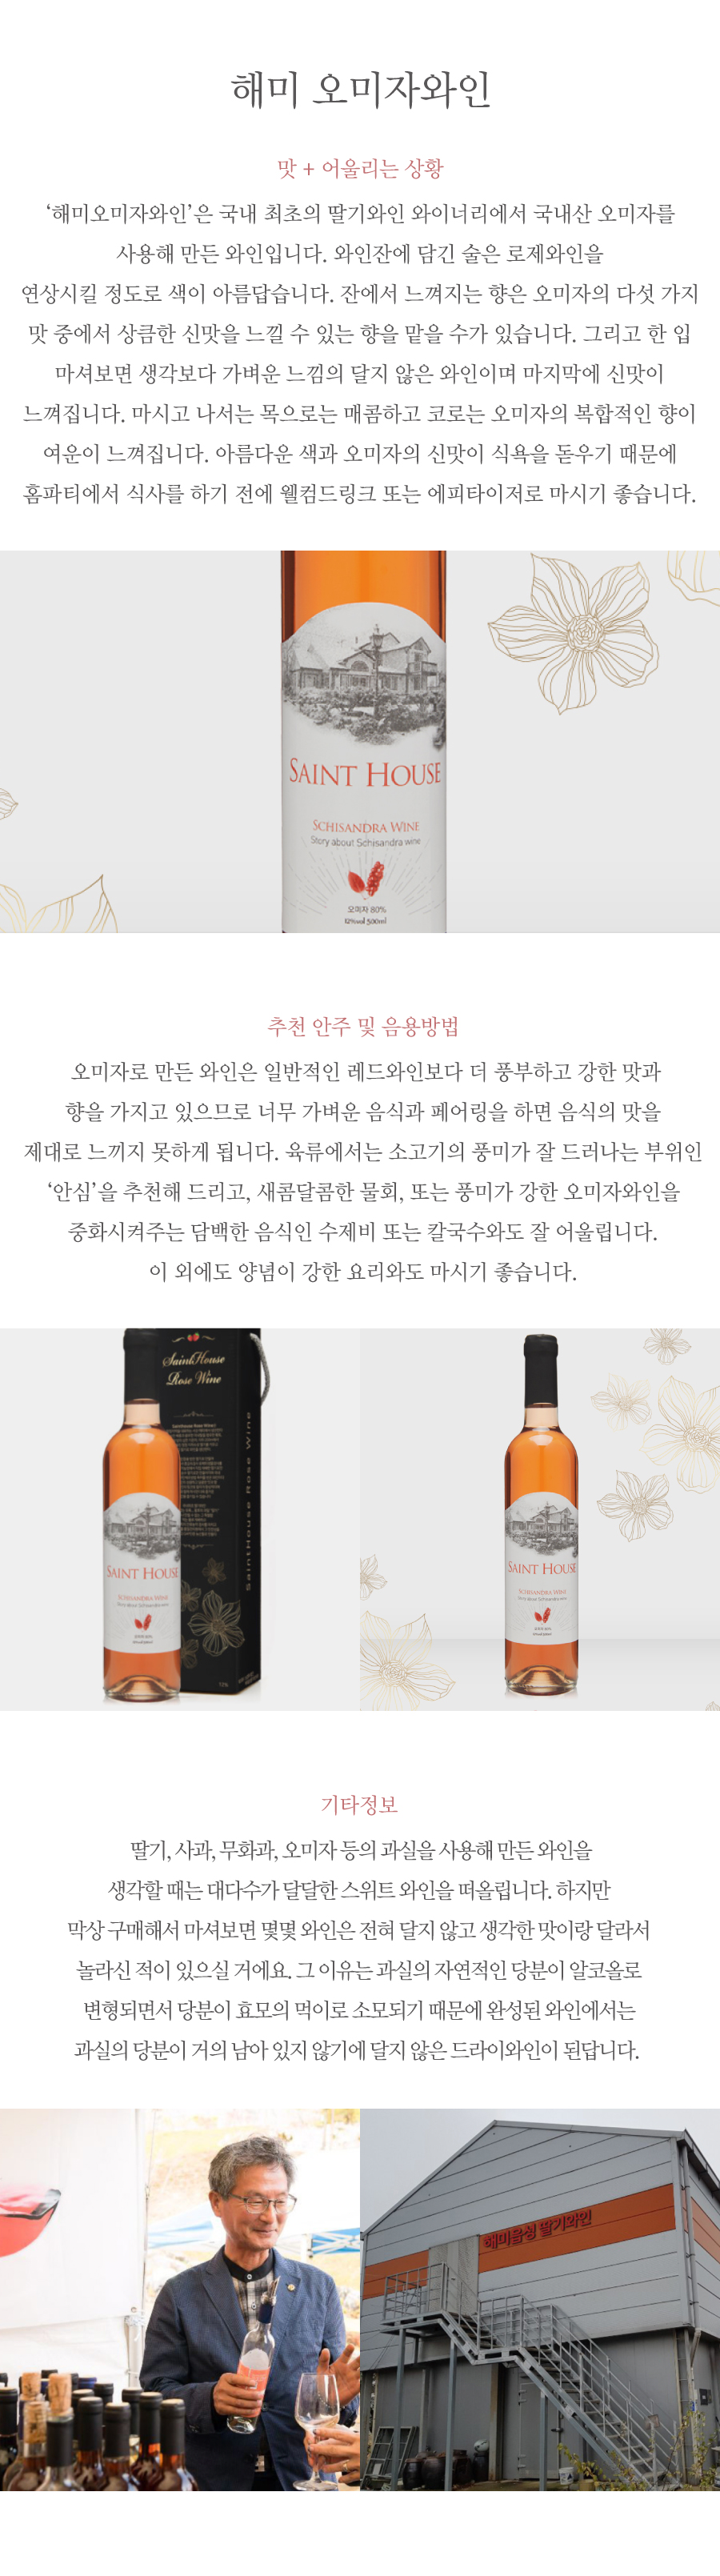 해미 오미자와인
맛 + 어울리는 상황
‘해미오미자와인’은 국내 최초의 딸기와인 와이너리에서 국내산 오미자를
사용해 만든 와인입니다. 와인잔에 담긴 술은 로제와인을
연상시킬 정도로 색이 아름답습니다. 잔에서 느껴지는 향은 오미자의 다섯 가지
맛 중에서 상큼한 신맛을 느낄 수 있는 향을 맡을 수가 있습니다. 그리고 한 입
마셔보면 생각보다 가벼운 느낌의 달지 않은 와인이며 마지막에 신맛이
느껴집니다. 마시고 나서는 목으로는 매콤하고 코로는 오미자의 복합적인 향이
여운이 느껴집니다. 아름다운 색과 오미자의 신맛이 식욕을 돋우기 때문에
홈파티에서 식사를 하기 전에 웰컴드링크 또는 에피타이저로 마시기 좋습니다.
SAINT HOUSE
SCHISANDRA WINE
Story about Schisandra wine
오미자 80%
12%vol 500ml
추천 안주 및 음용방법
오미자로 만든 와인은 일반적인 레드와인보다 더 풍부하고 강한 맛과
향을 가지고 있으므로 너무 가벼운 음식과 페어링을 하면 음식의 맛을
제대로 느끼지 못하게 됩니다. 육류에서는 소고기의 풍미가 잘 드러나는 부위인
‘안심’을 추천해 드리고, 새콤달콤한 물회, 또는 풍미가 강한 오미자와인을
중화시켜주는 담백한 음식인 수제비 또는 칼국수와도 잘 어울립니다.
이 외에도 양념이 강한 요리와도 마시기 좋습니다.
SaintHouse
Rose Wine
SaintHouse Rose Wine
SAINT HOUSE
SCHISANDRA WINE
Story about Schisandra wine
SAINT HOUSE
SCHISANDRA WINE
Story about Schisandra wine
기타정보
딸기, 사과, 무화과, 오미자 등의 과실을 사용해 만든 와인을
생각할 때는 대다수가 달달한 스위트 와인을 떠올립니다. 하지만
막상 구매해서 마셔보면 몇몇 와인은 전혀 달지 않고 생각한 맛이랑 달라서
놀라신 적이 있으실 거에요. 그 이유는 과실의 자연적인 당분이 알코올로
변형되면서 당분이 효모의 먹이로 소모되기 때문에 완성된 와인에서는
과실의 당분이 거의 남아 있지 않기에 달지 않은 드라이와인이 된답니다.
해미읍성 딸기와인